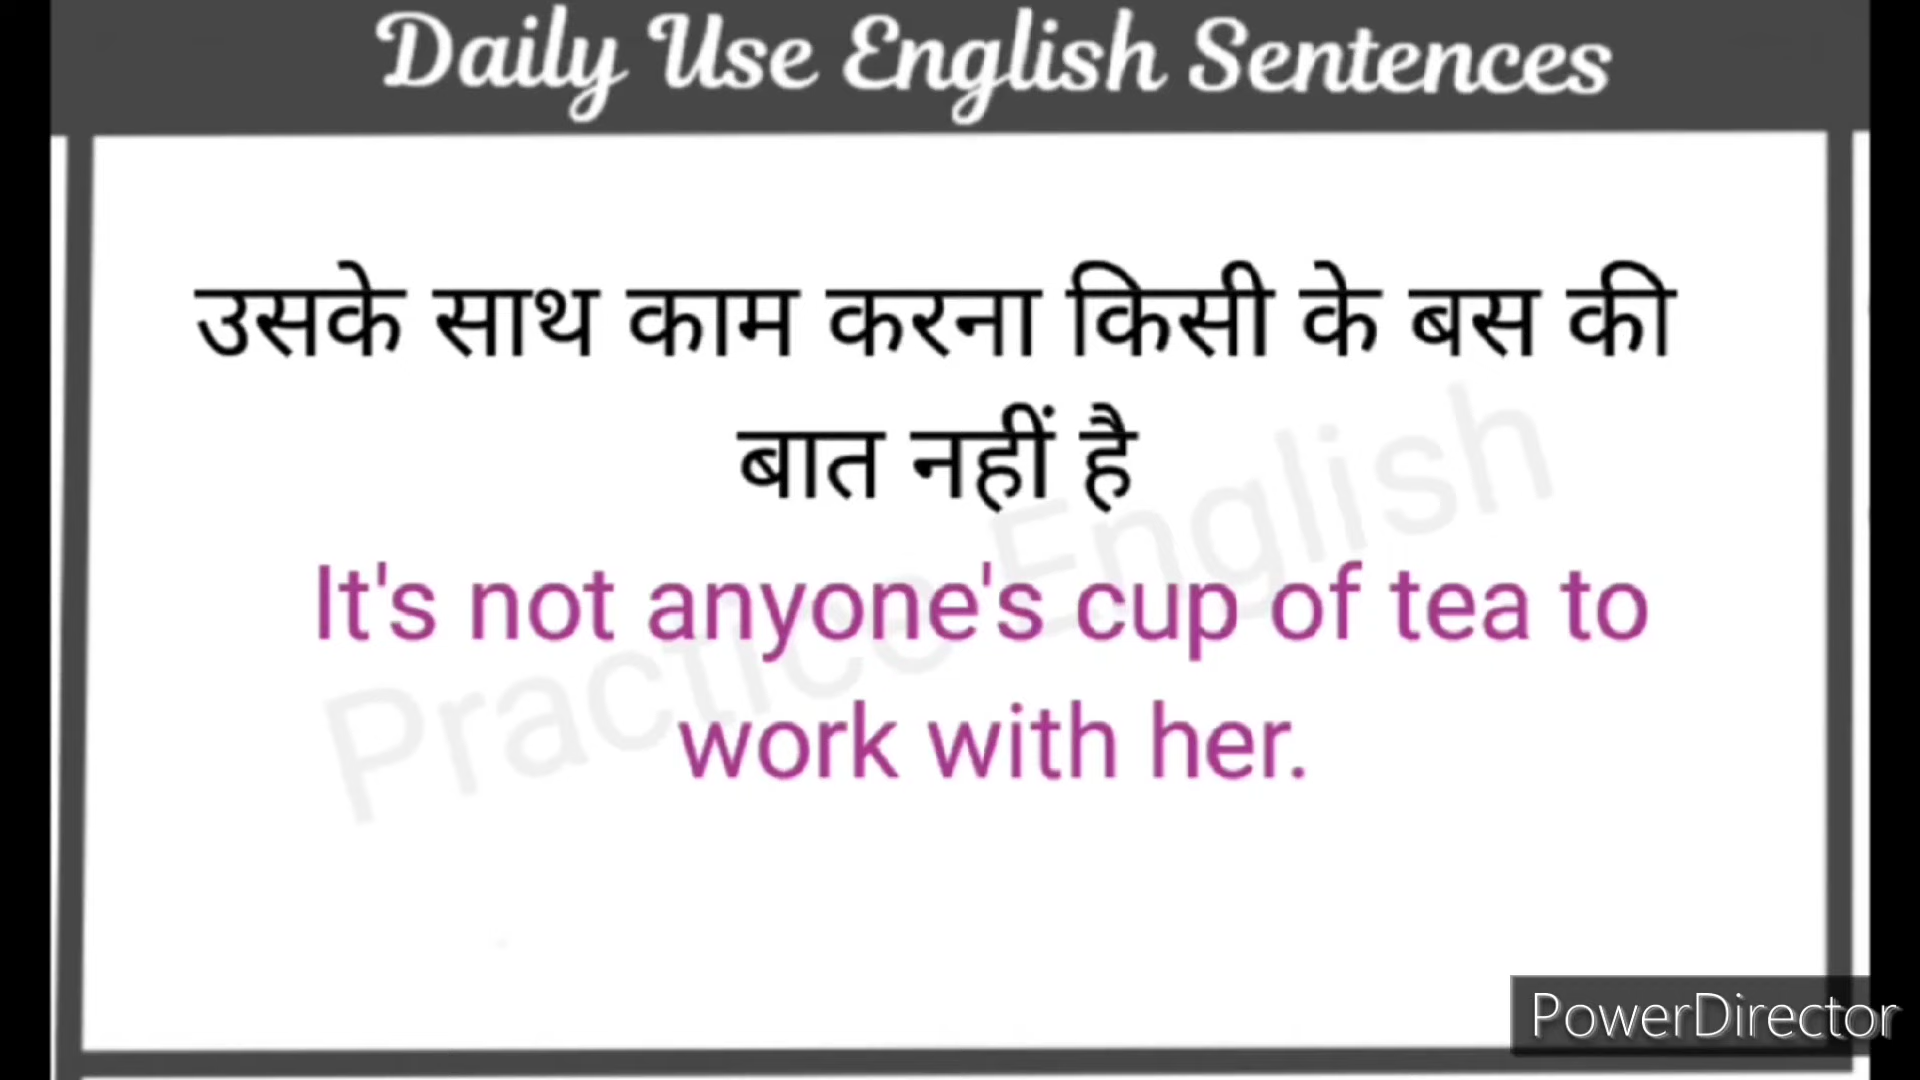 Daily Use English Sentences
उसके साथ काम करना किसी के बस की
बात नहीं है
It's not anyone's cup of tea to
work with her.
Practice English
PowerDirector